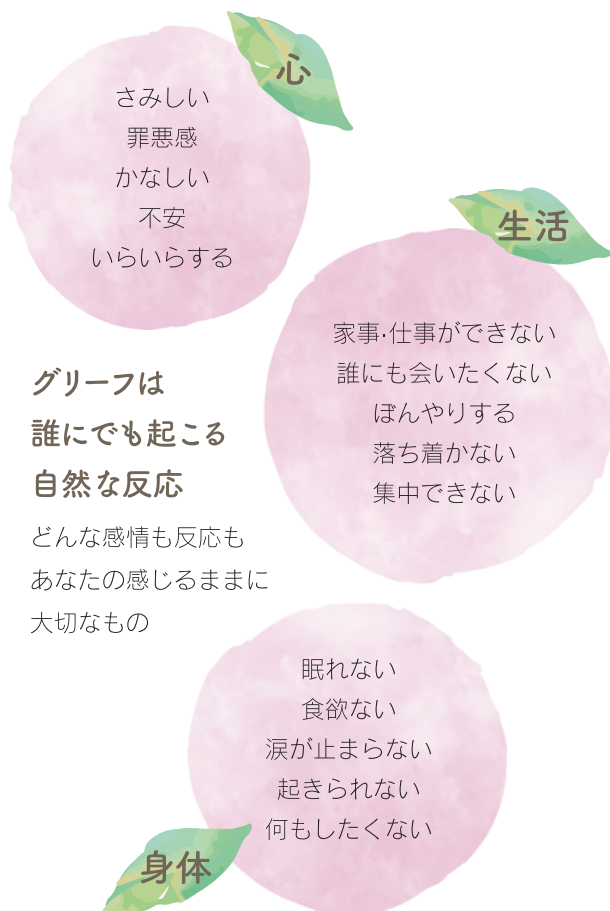 心
さみしい
罪悪感
かなしい
不安
いらいらする
生活
家事・仕事ができない
誰にも会いたくない
ぼんやりする
落ち着かない
集中できない
グリーフは
誰にでも起こる
自然な反応
どんな感情も反応も
あなたの感じるままに
大切なもの
眠れない
食欲ない
涙が止まらない
起きられない
何もしたくない
身体